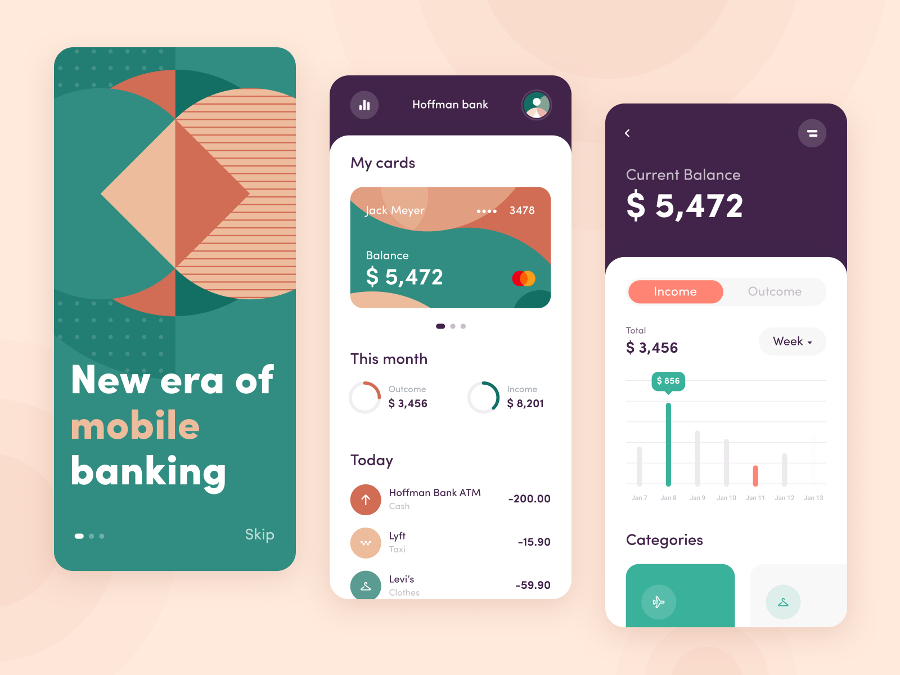 New era of
mobile
banking
Skip
Hoffman bank
My cards
Jack Meyer •••• 3478
Balance
$ 5,472
This month
Outcome
$ 3,456
Income
$ 8,201
Today
Hoffman Bank ATM
Cash
-200.00
Lyft
Taxi
-15.90
Levi's
Clothes
-59.90
Current Balance
$ 5,472
Income Outcome
Total
$ 3,456
Week
$ 856
Jan 7 Jan 8 Jan 9 Jan 10 Jan 11 Jan 12 Jan 13
Categories